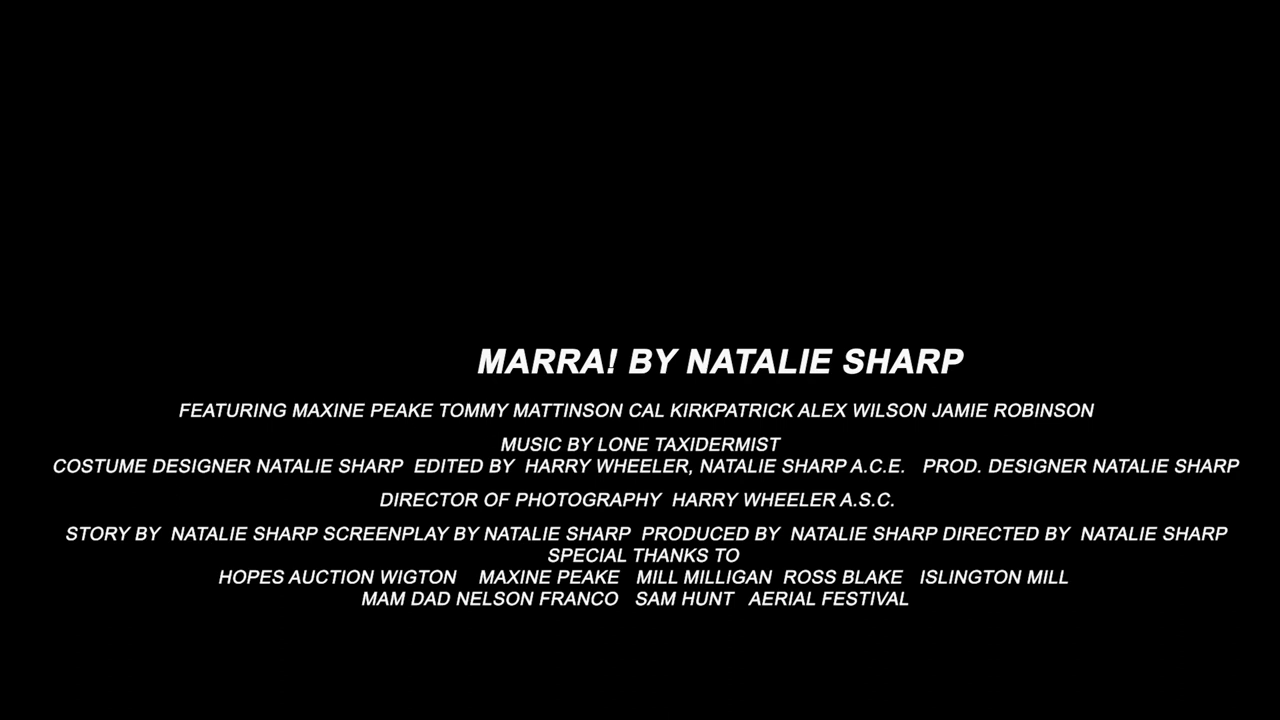 MARRA! BY NATALIE SHARP
FEATURING MAXINE PEAKE TOMMY MATTINSON CAL KIRKPATRICK ALEX WILSON JAMIE ROBINSON
MUSIC BY LONE TAXIDERMIST
COSTUME DESIGNER NATALIE SHARP EDITED BY HARRY WHEELER, NATALIE SHARP A.C.E. PROD. DESIGNER NATALIE SHARP
DIRECTOR OF PHOTOGRAPHY HARRY WHEELER A.S.C.
STORY BY NATALIE SHARP SCREENPLAY BY NATALIE SHARP PRODUCED BY NATALIE SHARP DIRECTED BY NATALIE SHARP
SPECIAL THANKS TO
HOPES AUCTION WIGTON MAXINE PEAKE MILL MILLIGAN ROSS BLAKE ISLINGTON MILL
MAM DAD NELSON FRANCO SAM HUNT AERIAL FESTIVAL